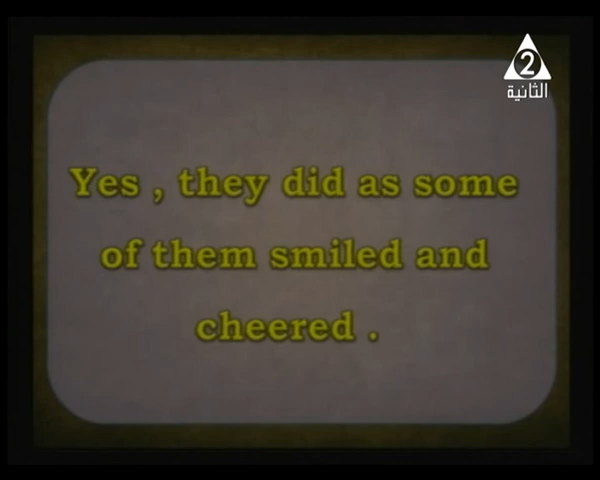 2
الثانية
Yes , they did as some
of them smiled and
cheered .